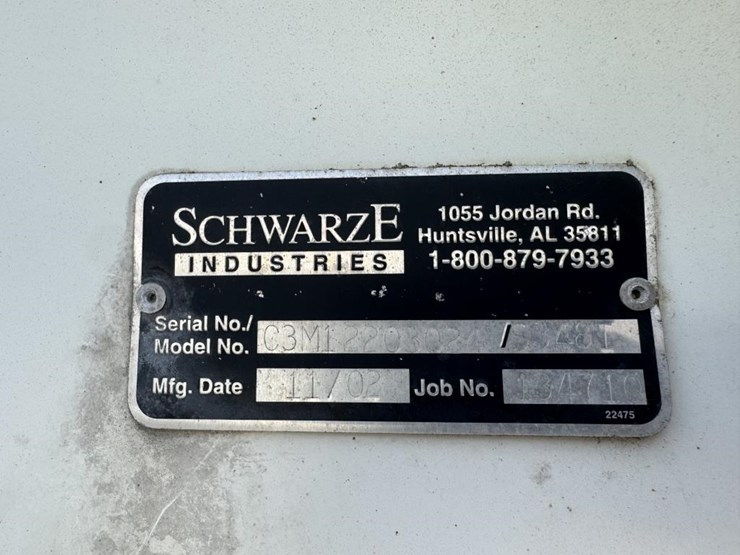 SCHWARZE
INDUSTRIES
1055 Jordan Rd.
Huntsville, AL 35811
1-800-879-7933
Serial No./
Model No. /
Mfg. Date 11/02 Job No.
22475